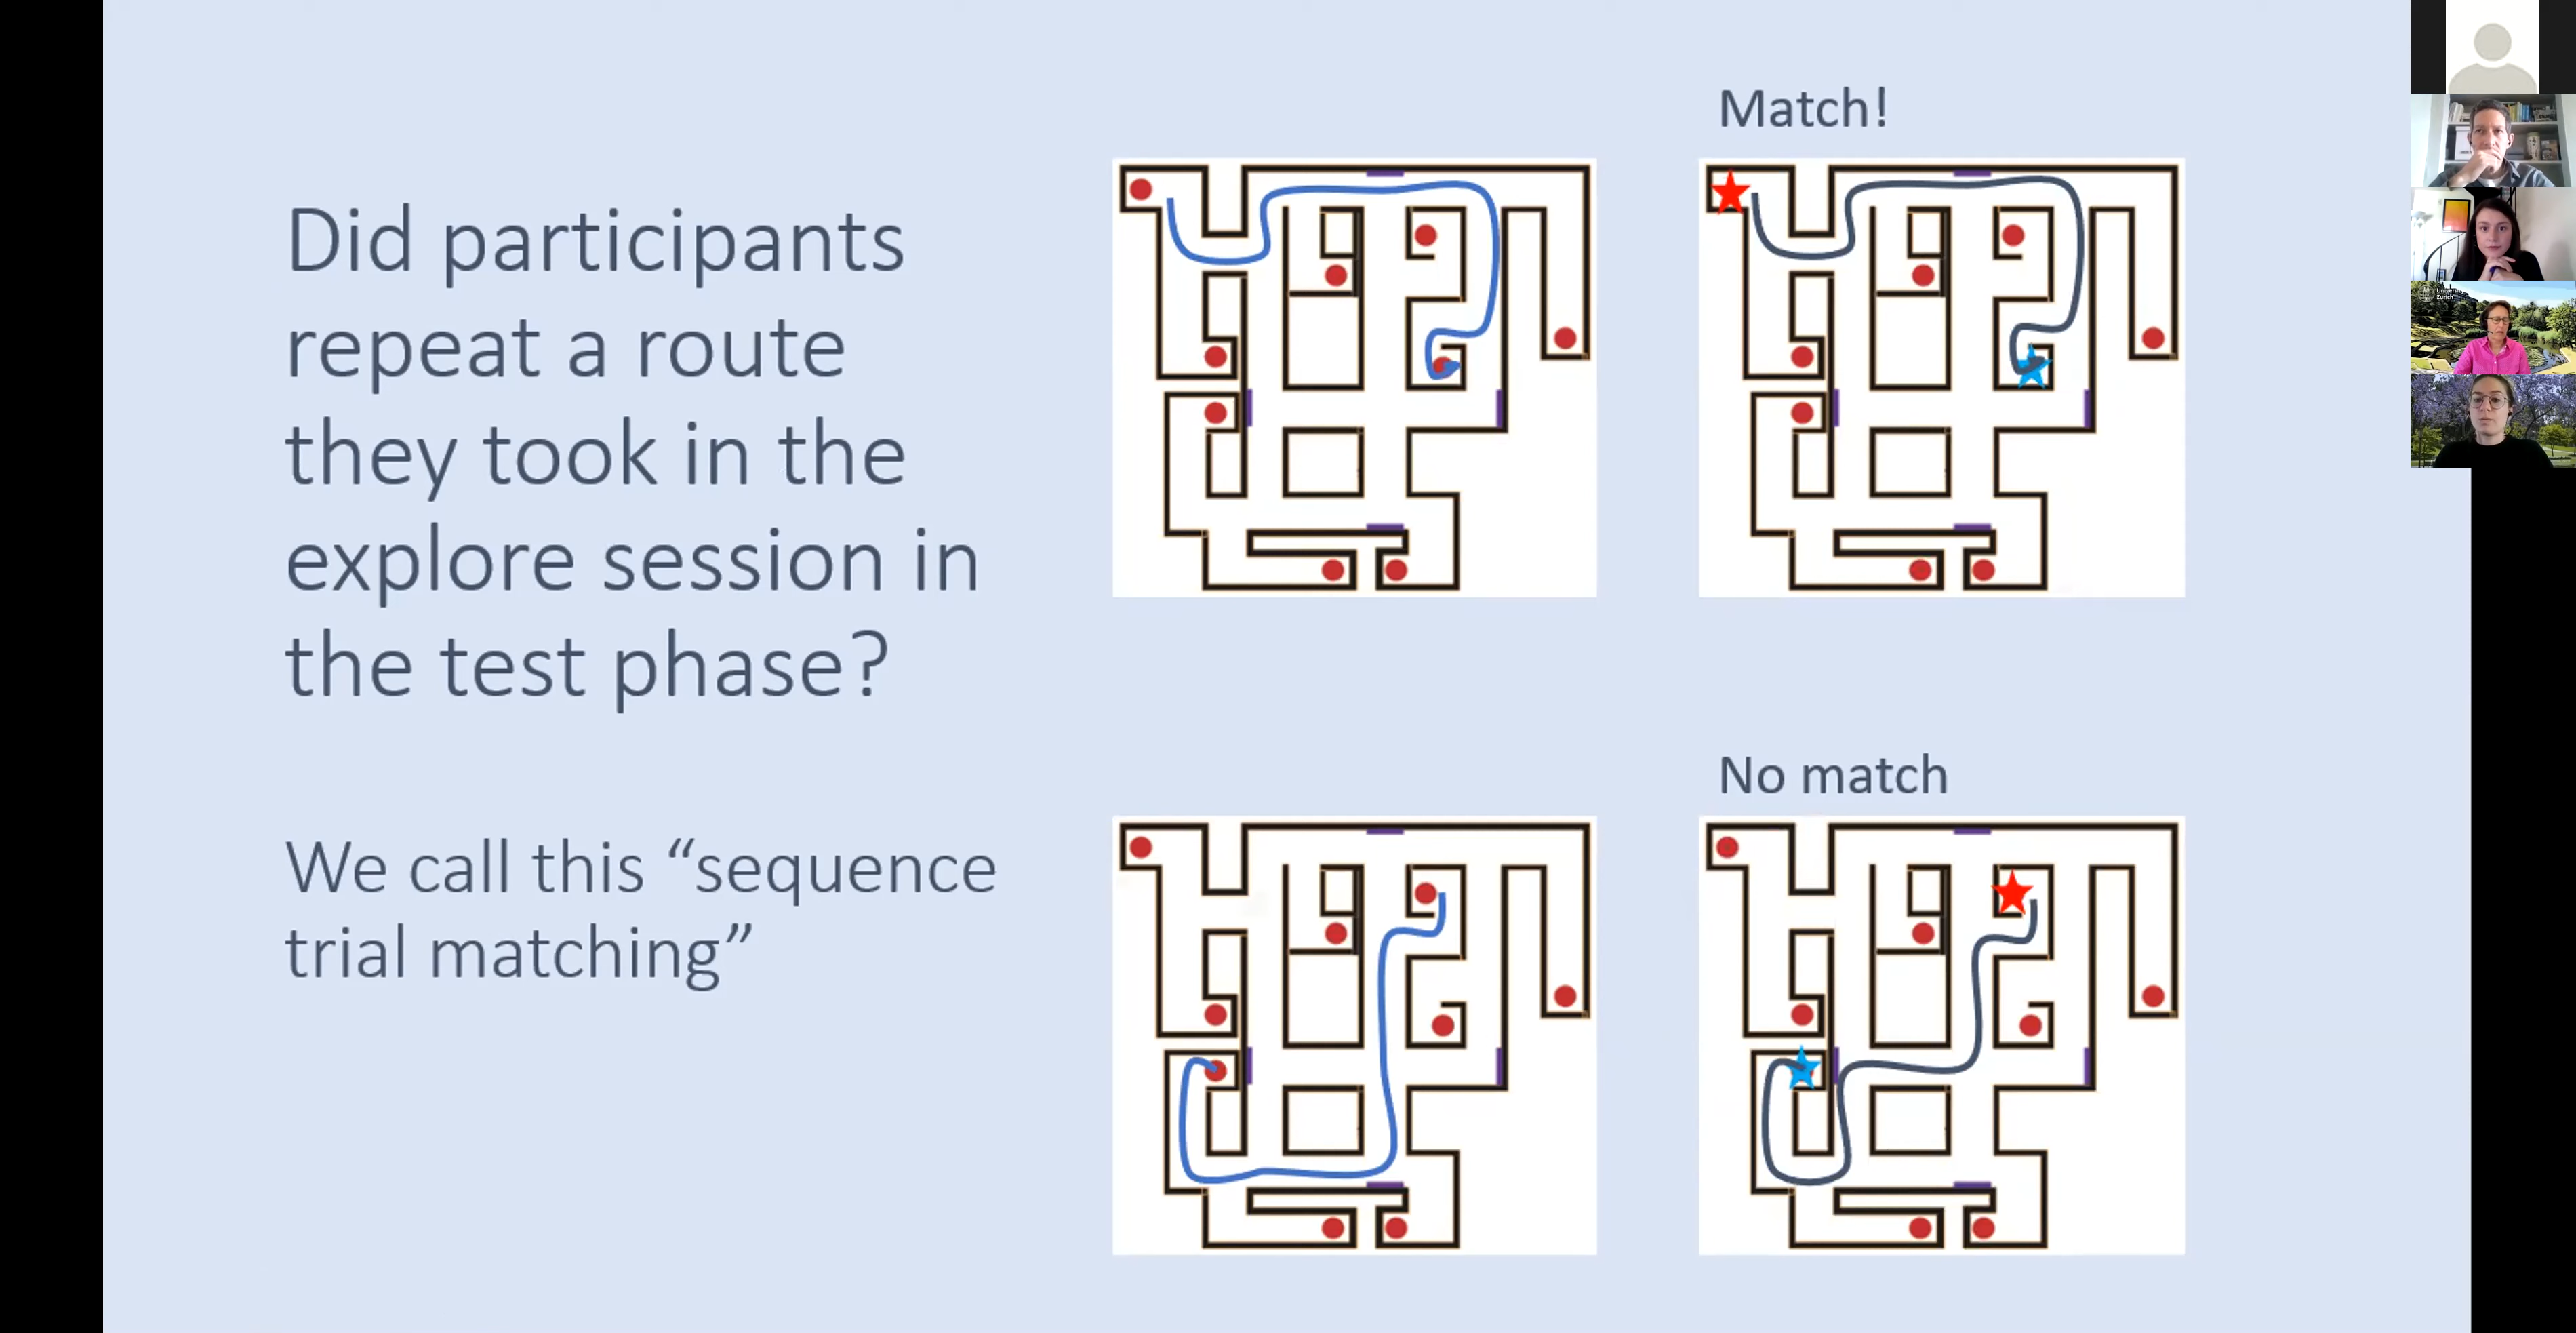 Did participants
repeat a route
they took in the
explore session in
the test phase?
We call this “sequence
trial matching”
Match!
No match